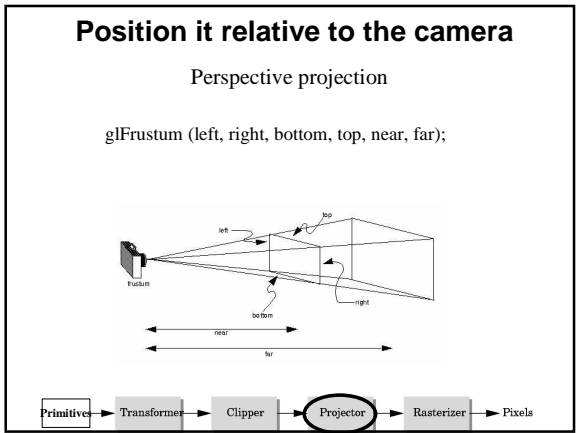 Position it relative to the camera
Perspective projection
glFrustum (left, right, bottom, top, near, far);
top
left
frustum
right
bottom
near
far
Primitives Transformer Clipper Projector Rasterizer Pixels